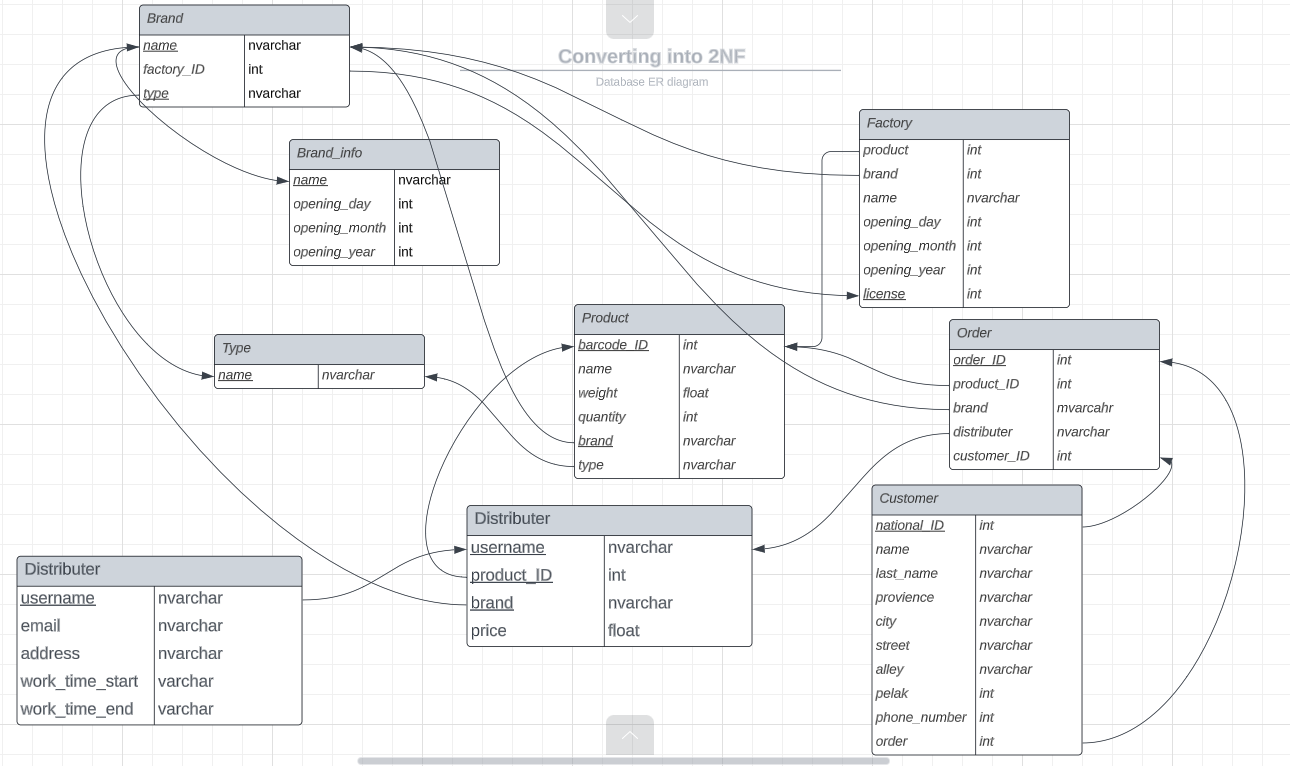 Converting into 2NF
Database ER diagram
Brand
name nvarchar
factory_ID int
type nvarchar
Brand_info
name nvarchar
opening_day int
opening_month int
opening_year int
Factory
product int
brand int
name nvarchar
opening_day int
opening_month int
opening_year int
license int
Type
name nvarchar
Product
barcode_ID int
name nvarchar
weight float
quantity int
brand nvarchar
type nvarchar
Order
order_ID int
product_ID int
brand mvarcahr
distributer nvarchar
customer_ID int
Distributer
username nvarchar
product_ID int
brand nvarchar
price float
Customer
national_ID int
name nvarchar
last_name nvarchar
provience nvarchar
city nvarchar
street nvarchar
alley nvarchar
pelak int
phone_number int
order int
Distributer
username nvarchar
email nvarchar
address nvarchar
work_time_start varchar
work_time_end varchar